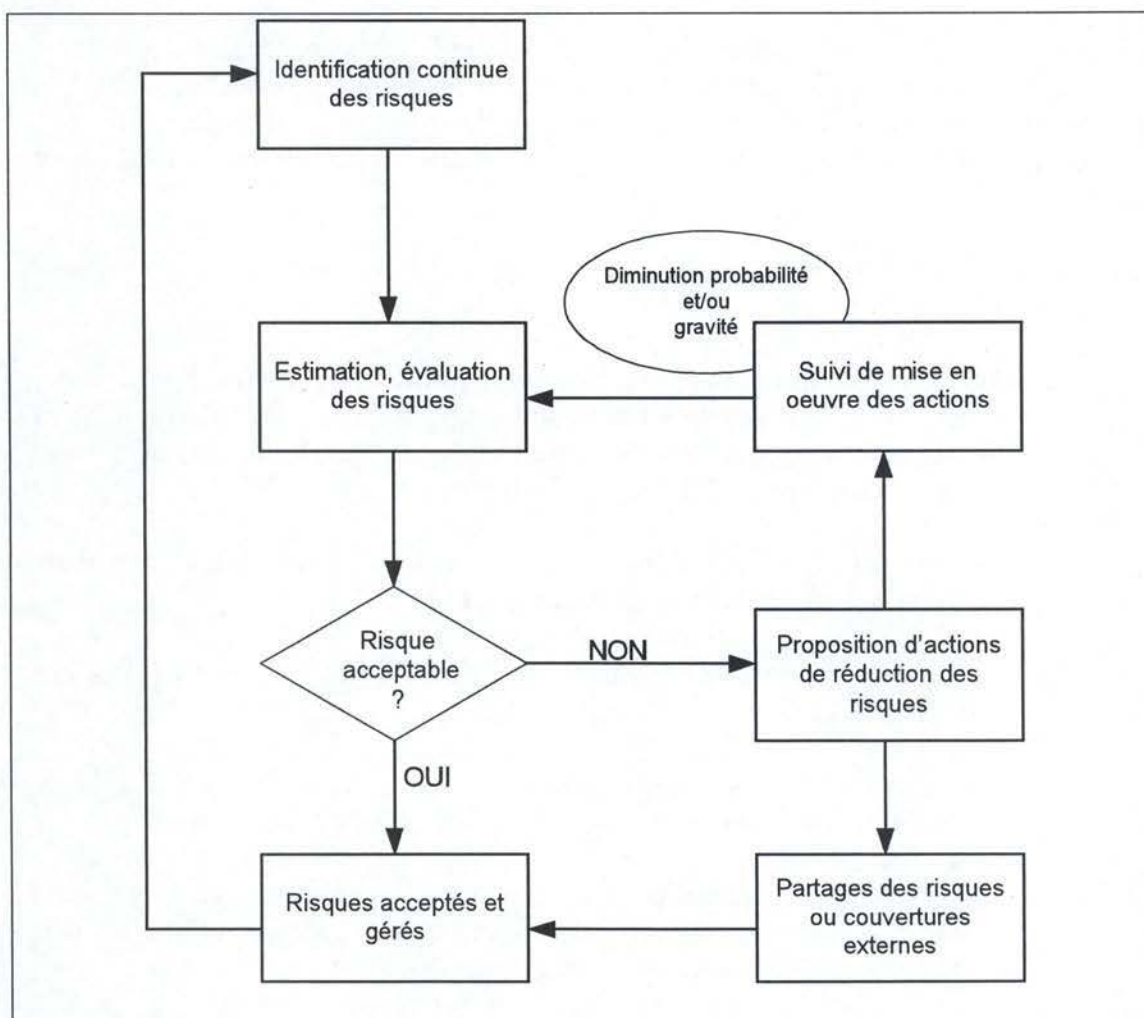 Identification continue
des risques
Diminution probabilité
et/ou
gravité
Estimation, évaluation
des risques
Suivi de mise en
oeuvre des actions
Risque
acceptable
?
NON
Proposition d'actions
de réduction des
risques
OUI
Risques acceptés et
gérés
Partages des risques
ou couvertures
externes